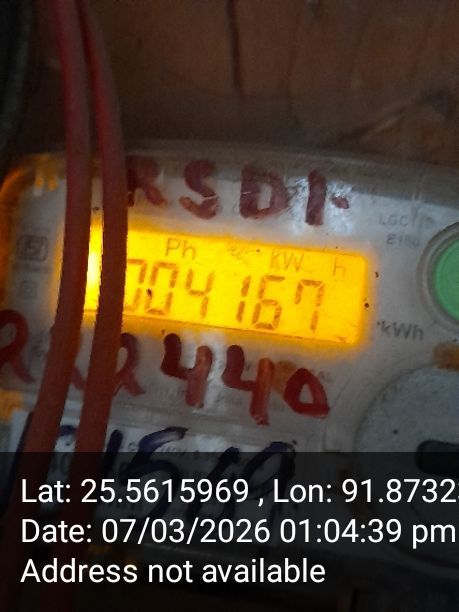 RSDI.
Ph kW h
004167
kWh
222440
Lat: 25.5615969 , Lon: 91.8732
Date: 07/03/2026 01:04:39 pm
Address not available